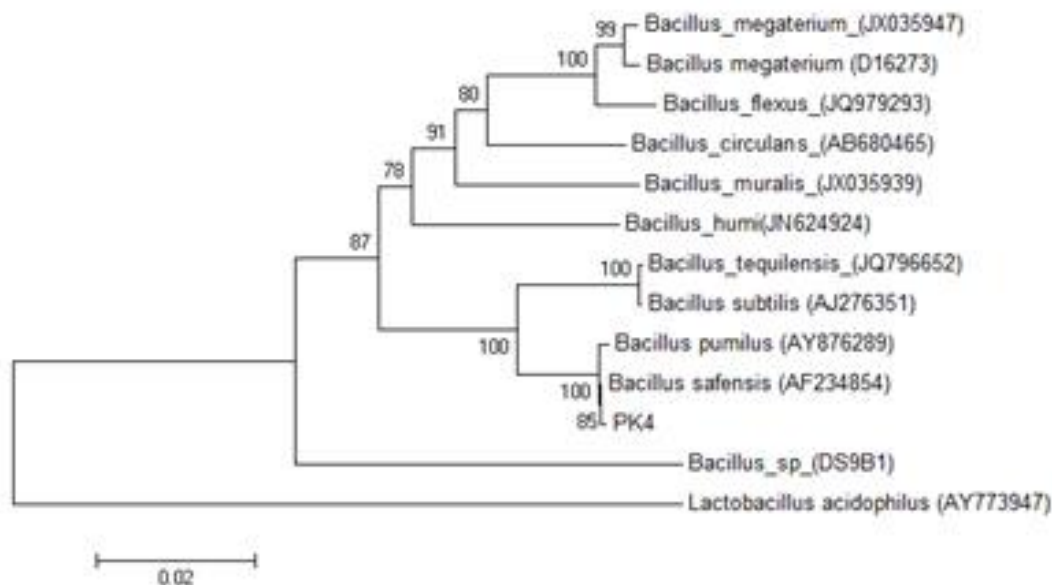 99
Bacillus_megaterium_(JX035947)
100
Bacillus megaterium (D16273)
80
Bacillus_flexus_(JQ979293)
91
Bacillus_circulans_(AB680465)
78
Bacillus_muralis_(JX035939)
Bacillus_humi(JN624924)
87
100
Bacillus_tequilensis_(JQ796652)
Bacillus subtilis (AJ276351)
100
Bacillus pumilus (AY876289)
100
Bacillus safensis (AF234854)
85
PK4
Bacillus_sp_(DS9B1)
Lactobacillus acidophilus (AY773947)
0.02